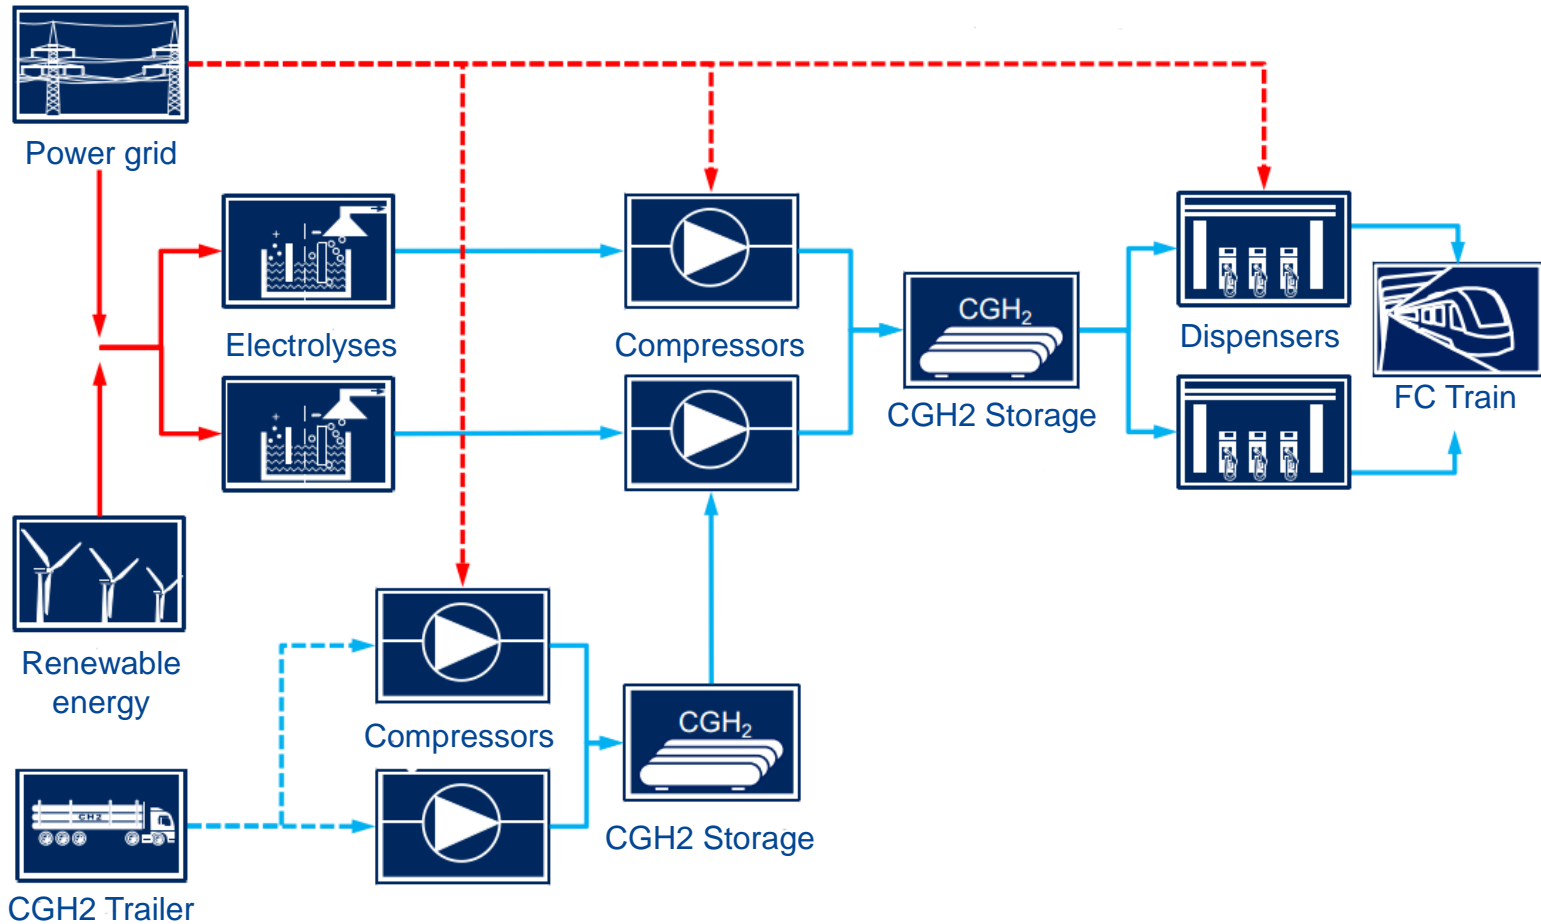 Power grid
Electrolyses
Compressors
CGH₂
CGH2 Storage
Dispensers
FC Train
Renewable
energy
Compressors
CGH₂
CGH2 Storage
CH2
CGH2 Trailer